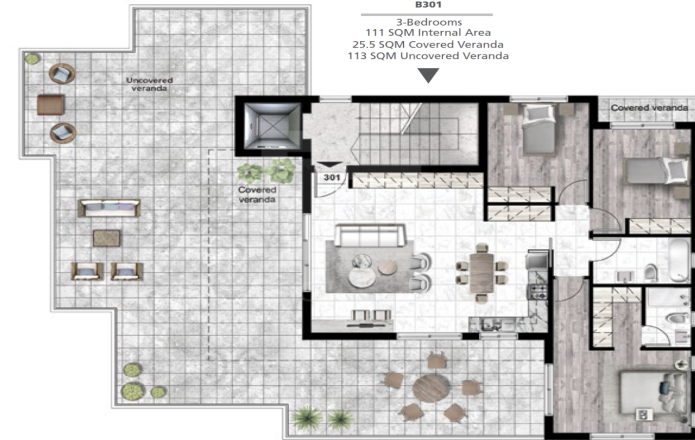 B301
3-Bedrooms
111 SQM Internal Area
25.5 SQM Covered Veranda
113 SQM Uncovered Veranda
Uncovered
veranda
Covered veranda
301
Covered
veranda